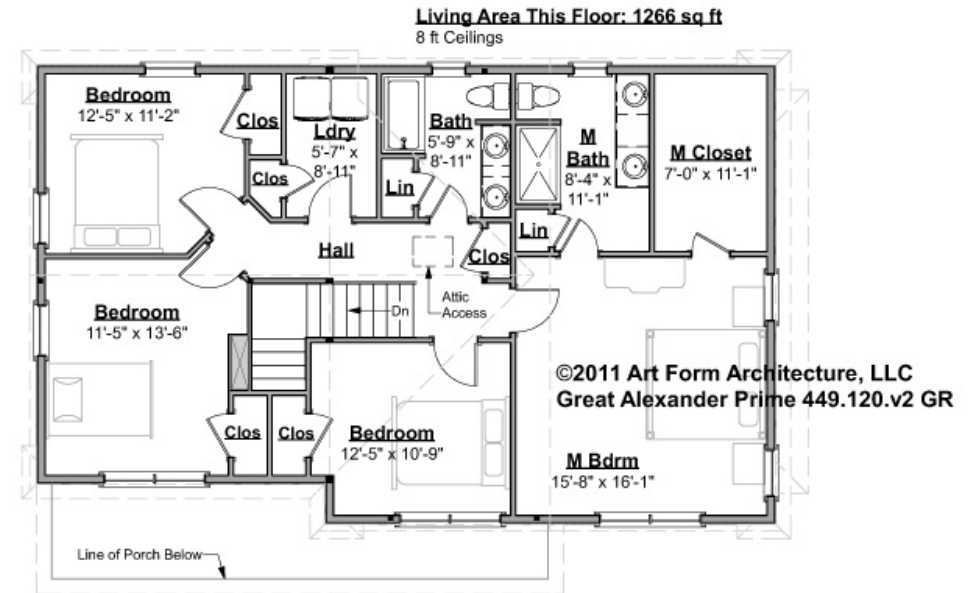 Living Area This Floor: 1266 sq ft
8 ft Ceilings
Bedroom
12'-5" x 11'-2"
Clos
Clos
Ldry
5'-7" x
8'-11"
Bath
5'-9" x
8'-11"
Lin
M
Bath
8'-4" x
11'-1"
M Closet
7'-0" x 11'-1"
Lin
Hall
Clos
Attic
Access
Dn
Bedroom
11'-5" x 13'-6"
Clos
Clos
Bedroom
12'-5" x 10'-9"
©2011 Art Form Architecture, LLC
Great Alexander Prime 449.120.v2 GR
M Bdrm
15'-8" x 16'-1"
Line of Porch Below